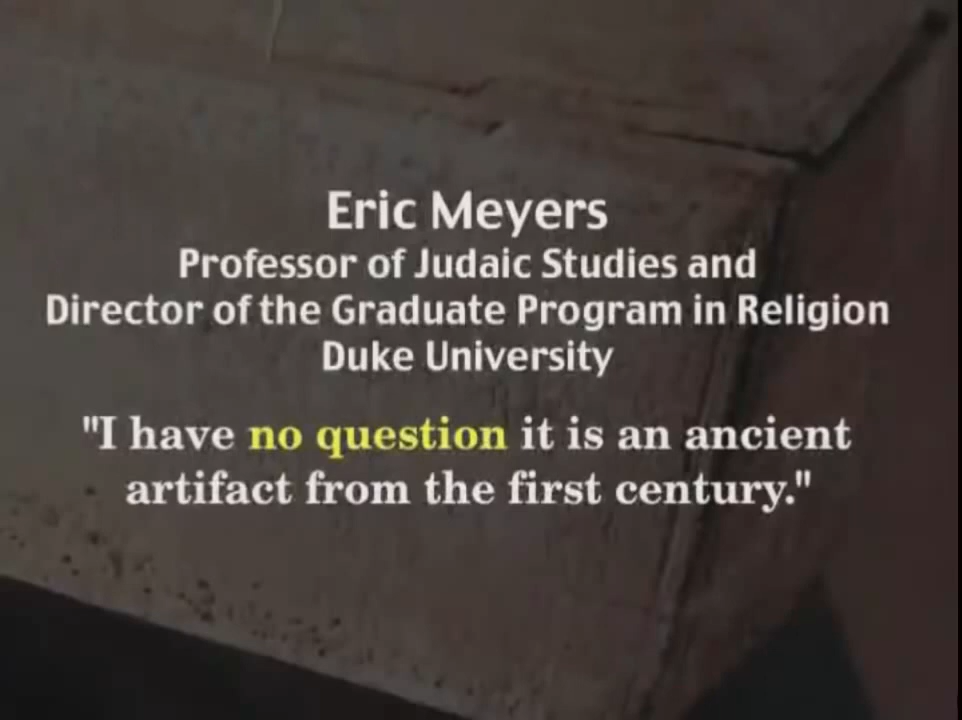 Eric Meyers
Professor of Judaic Studies and
Director of the Graduate Program in Religion
Duke University
"I have no question it is an ancient
artifact from the first century."